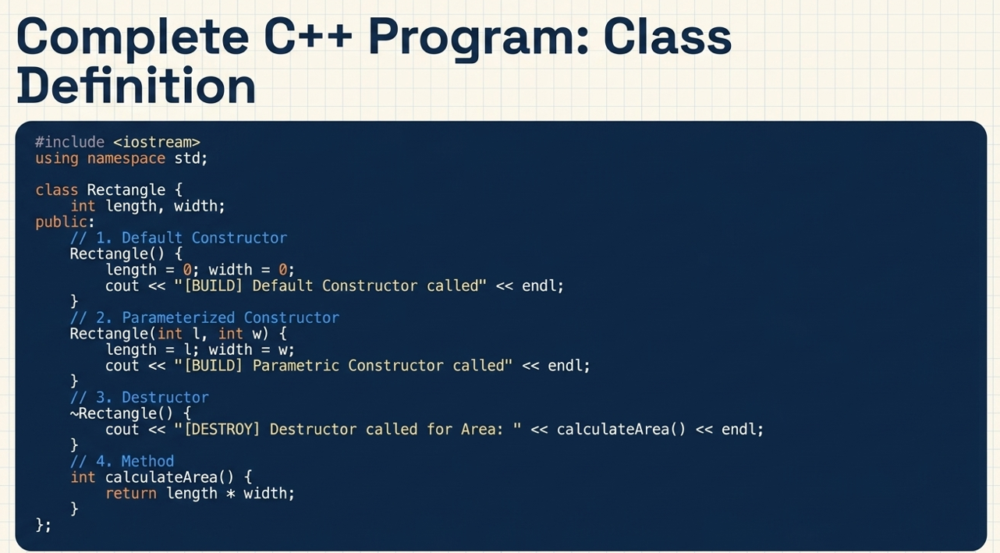 Complete C++ Program: Class
Definition
#include <iostream>
using namespace std;
class Rectangle {
    int length, width;
public:
    // 1. Default Constructor
    Rectangle() {
        length = 0; width = 0;
        cout << "[BUILD] Default Constructor called" << endl;
    }
    // 2. Parameterized Constructor
    Rectangle(int l, int w) {
        length = l; width = w;
        cout << "[BUILD] Parametric Constructor called" << endl;
    }
    // 3. Destructor
    ~Rectangle() {
        cout << "[DESTROY] Destructor called for Area: " << calculateArea() << endl;
    }
    // 4. Method
    int calculateArea() {
        return length * width;
    }
};